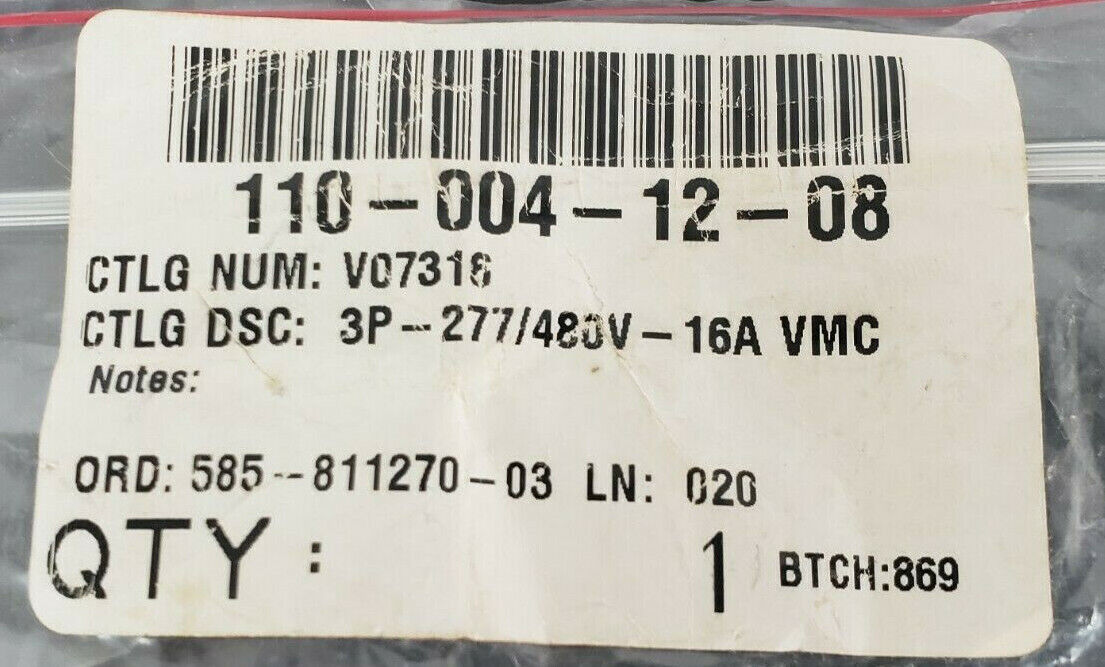 110-004-12-08
CTLG NUM: V07316
CTLG DSC: 3P-277/480V-16A VMC
Notes:
ORD: 585-811270-03 LN: 020
QTY: 1 BTCH:869